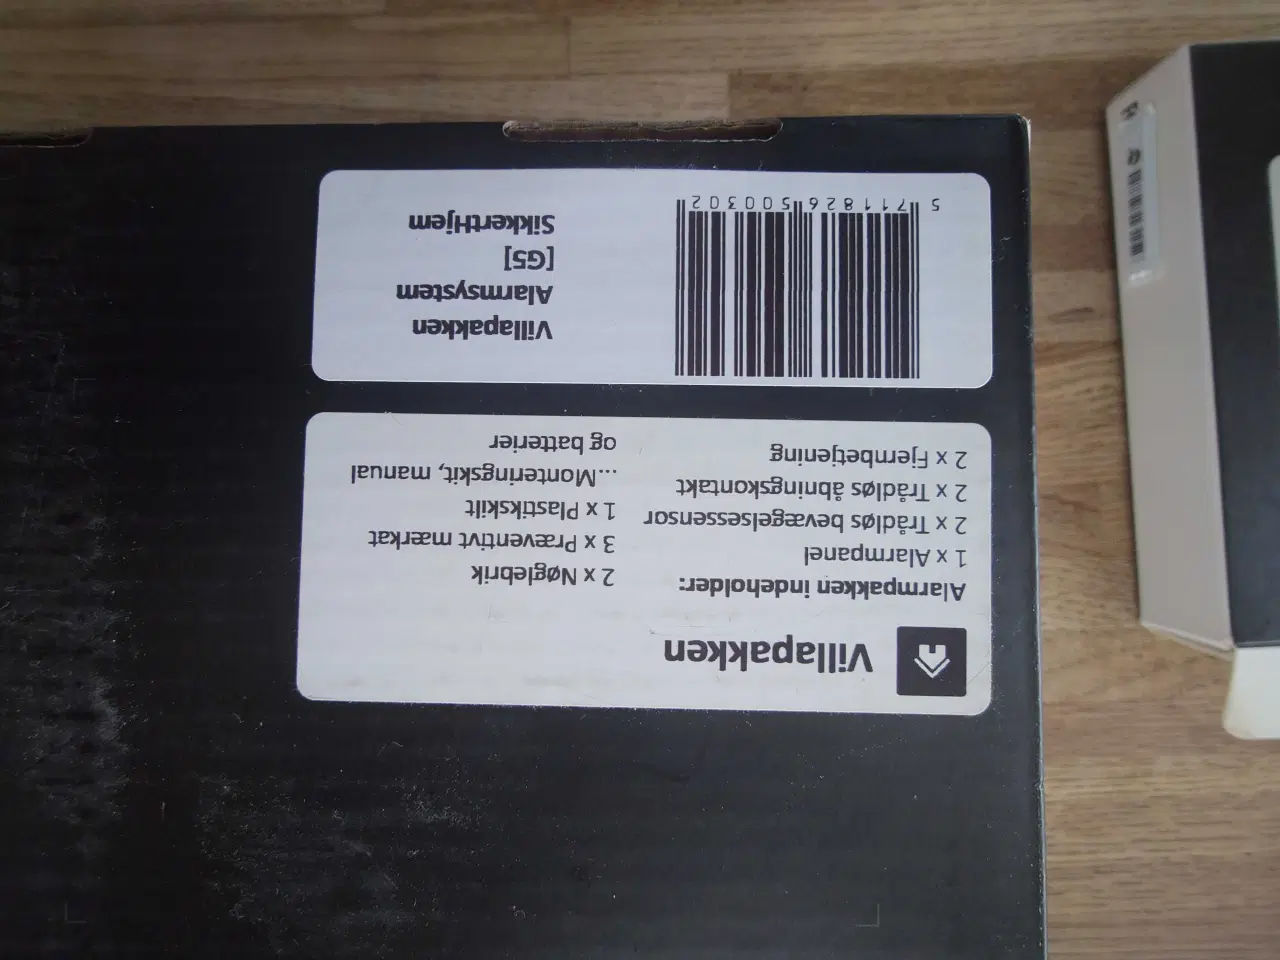 Villapakken
Alarmpakken indeholder:
1 x Alarmpanel
2 x Trådløs bevægelsessensor
2 x Trådløs åbningskontakt
2 x Fjernbetjening
2 x Nøglebrik
3 x Præventivt mærkat
1 x Plastikskilt
...Monteringskit, manual
og batterier
5 711826 500302
Villapakken
Alarmsystem
[G5]
SikkertHjem